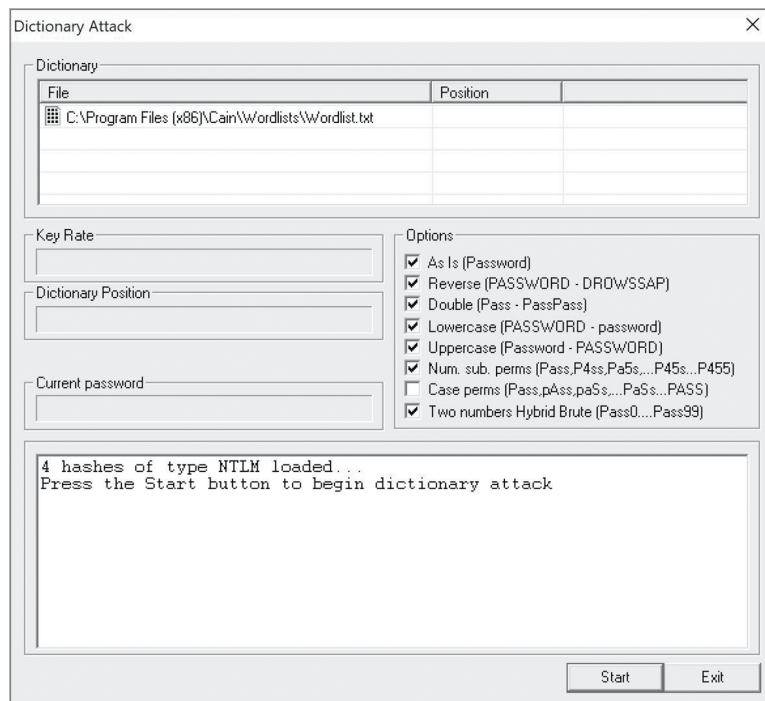 Dictionary Attack
Dictionary
File Position
C:\Program Files (x86)\Cain\Wordlists\Wordlist.txt
Key Rate
Dictionary Position
Current password
Options
As Is (Password)
Reverse (PASSWORD - DROWSSAP)
Double (Pass - PassPass)
Lowercase (PASSWORD - password)
Uppercase (Password - PASSWORD)
Num. sub. perms (Pass,P4ss,Pa5s,...P45s...P455)
Case perms (Pass,pAss,paSs,...PaSs...PASS)
Two numbers Hybrid Brute (Pass0....Pass99)
4 hashes of type NTLM loaded...
Press the Start button to begin dictionary attack
Start Exit